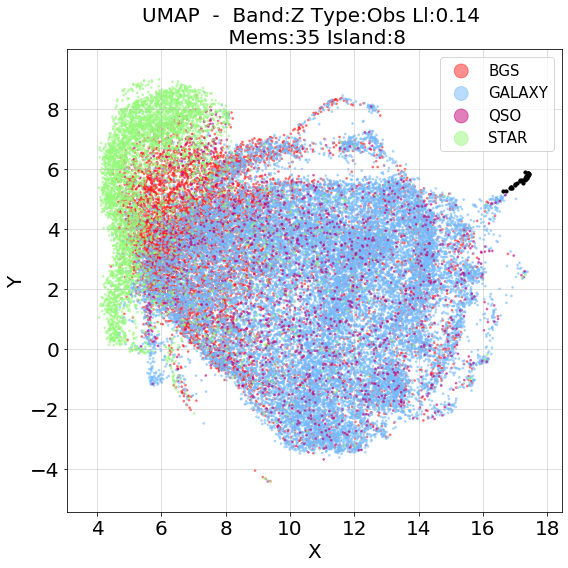 UMAP - Band:Z Type:Obs Ll:0.14
Mems:35 Island:8
BGS
GALAXY
QSO
STAR
8
6
4
2
0
−2
−4
Y
4 6 8 10 12 14 16 18
X